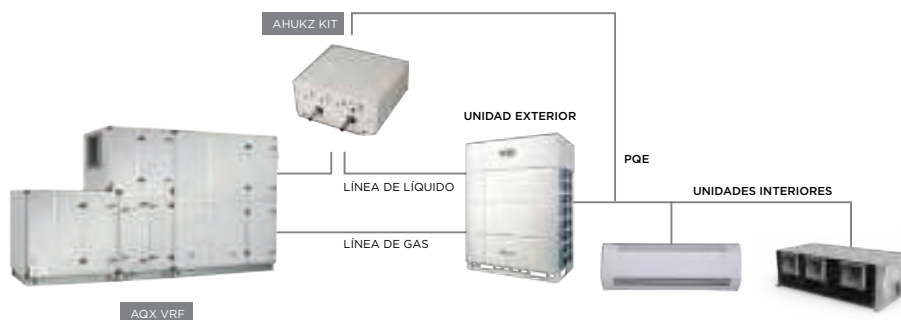 AHUKZ KIT
UNIDAD EXTERIOR
PQE
LÍNEA DE LÍQUIDO
UNIDADES INTERIORES
LÍNEA DE GAS
AQX VRF